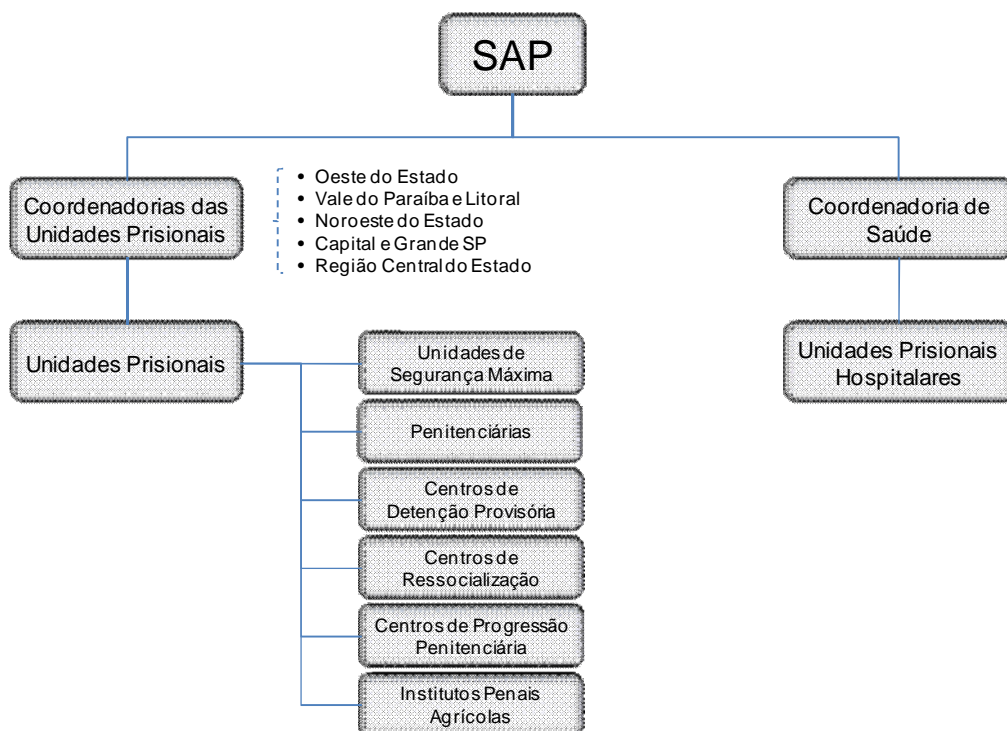 SAP
Coordenadorias das
Unidades Prisionais
• Oeste do Estado
• Vale do Paraíba e Litoral
• Noroeste do Estado
• Capital e Grande SP
• Região Central do Estado
Coordenadoria de
Saúde
Unidades Prisionais
Unidades Prisionais
Hospitalares
Unidades de
Segurança Máxima
Penitenciárias
Centros de
Detenção Provisória
Centros de
Ressocialização
Centros de Progressão
Penitenciária
Institutos Penais
Agrícolas